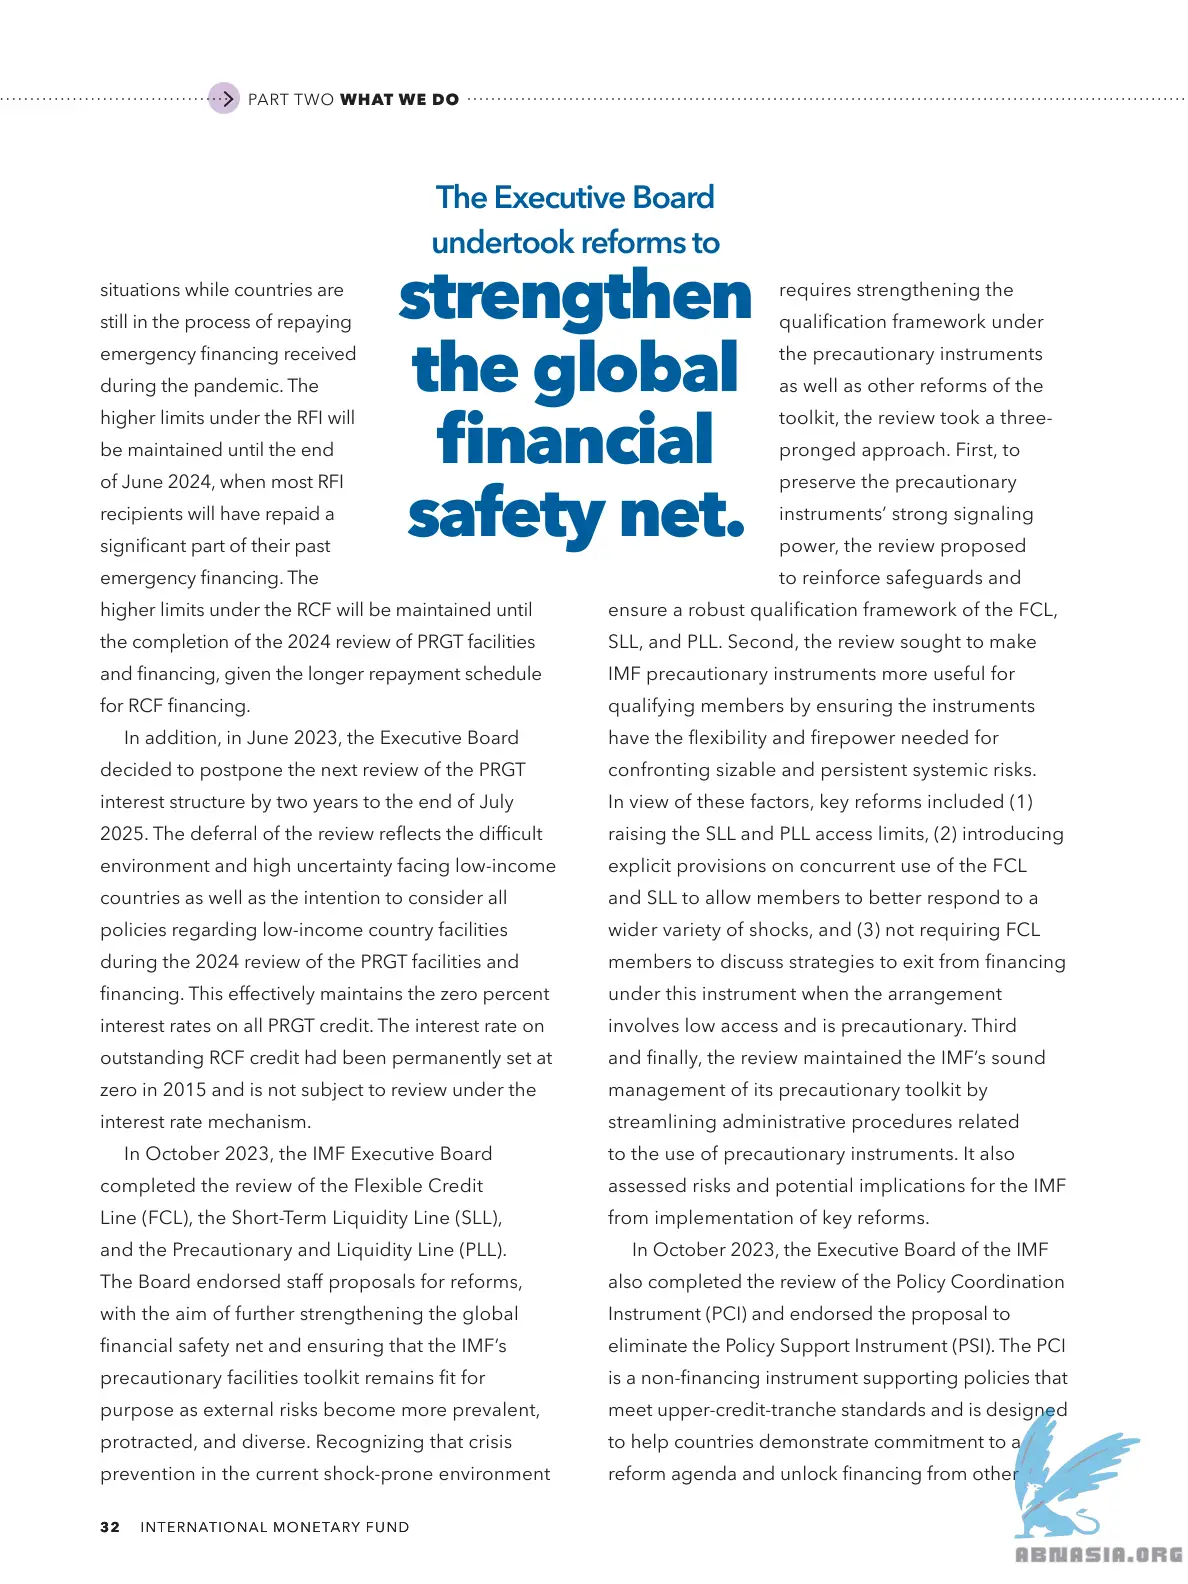 PART TWO WHAT WE DO
The Executive Board
undertook reforms to
strengthen
the global
financial
safety net.
situations while countries are
still in the process of repaying
emergency financing received
during the pandemic. The
higher limits under the RFI will
be maintained until the end
of June 2024, when most RFI
recipients will have repaid a
significant part of their past
emergency financing. The
higher limits under the RCF will be maintained until
the completion of the 2024 review of PRGT facilities
and financing, given the longer repayment schedule
for RCF financing.
In addition, in June 2023, the Executive Board
decided to postpone the next review of the PRGT
interest structure by two years to the end of July
2025. The deferral of the review reflects the difficult
environment and high uncertainty facing low-income
countries as well as the intention to consider all
policies regarding low-income country facilities
during the 2024 review of the PRGT facilities and
financing. This effectively maintains the zero percent
interest rates on all PRGT credit. The interest rate on
outstanding RCF credit had been permanently set at
zero in 2015 and is not subject to review under the
interest rate mechanism.
In October 2023, the IMF Executive Board
completed the review of the Flexible Credit
Line (FCL), the Short-Term Liquidity Line (SLL),
and the Precautionary and Liquidity Line (PLL).
The Board endorsed staff proposals for reforms,
with the aim of further strengthening the global
financial safety net and ensuring that the IMF's
precautionary facilities toolkit remains fit for
purpose as external risks become more prevalent,
protracted, and diverse. Recognizing that crisis
prevention in the current shock-prone environment
requires strengthening the
qualification framework under
the precautionary instruments
as well as other reforms of the
toolkit, the review took a three-
pronged approach. First, to
preserve the precautionary
instruments' strong signaling
power, the review proposed
to reinforce safeguards and
ensure a robust qualification framework of the FCL,
SLL, and PLL. Second, the review sought to make
IMF precautionary instruments more useful for
qualifying members by ensuring the instruments
have the flexibility and firepower needed for
confronting sizable and persistent systemic risks.
In view of these factors, key reforms included (1)
raising the SLL and PLL access limits, (2) introducing
explicit provisions on concurrent use of the FCL
and SLL to allow members to better respond to a
wider variety of shocks, and (3) not requiring FCL
members to discuss strategies to exit from financing
under this instrument when the arrangement
involves low access and is precautionary. Third
and finally, the review maintained the IMF's sound
management of its precautionary toolkit by
streamlining administrative procedures related
to the use of precautionary instruments. It also
assessed risks and potential implications for the IMF
from implementation of key reforms.
In October 2023, the Executive Board of the IMF
also completed the review of the Policy Coordination
Instrument (PCI) and endorsed the proposal to
eliminate the Policy Support Instrument (PSI). The PCI
is a non-financing instrument supporting policies that
meet upper-credit-tranche standards and is designed
to help countries demonstrate commitment to a
reform agenda and unlock financing from other
32 INTERNATIONAL MONETARY FUND
ABNASIA.ORG